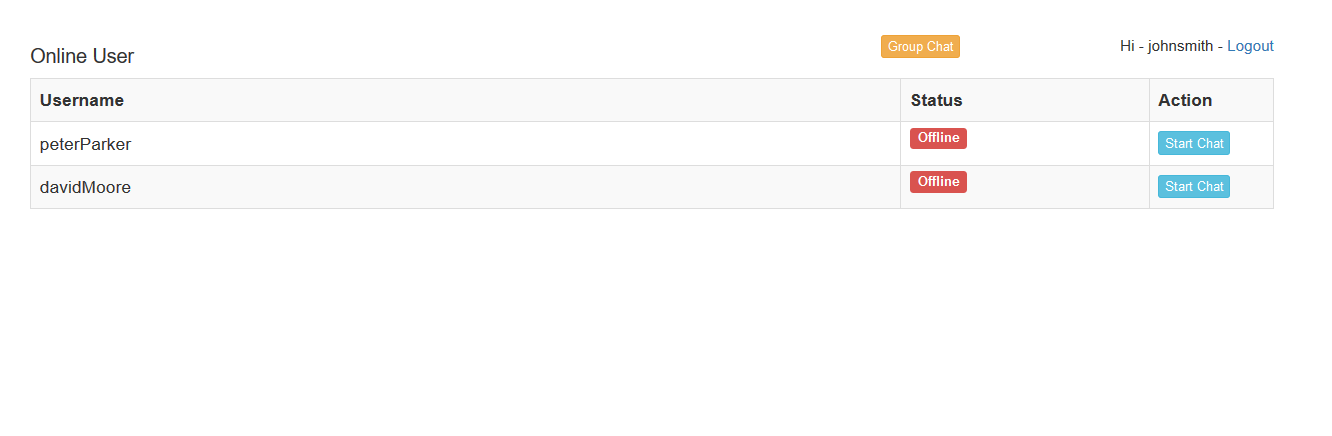 Group Chat
Hi - johnsmith - Logout
Online User
Username Status Action
peterParker Offline Start Chat
davidMoore Offline Start Chat